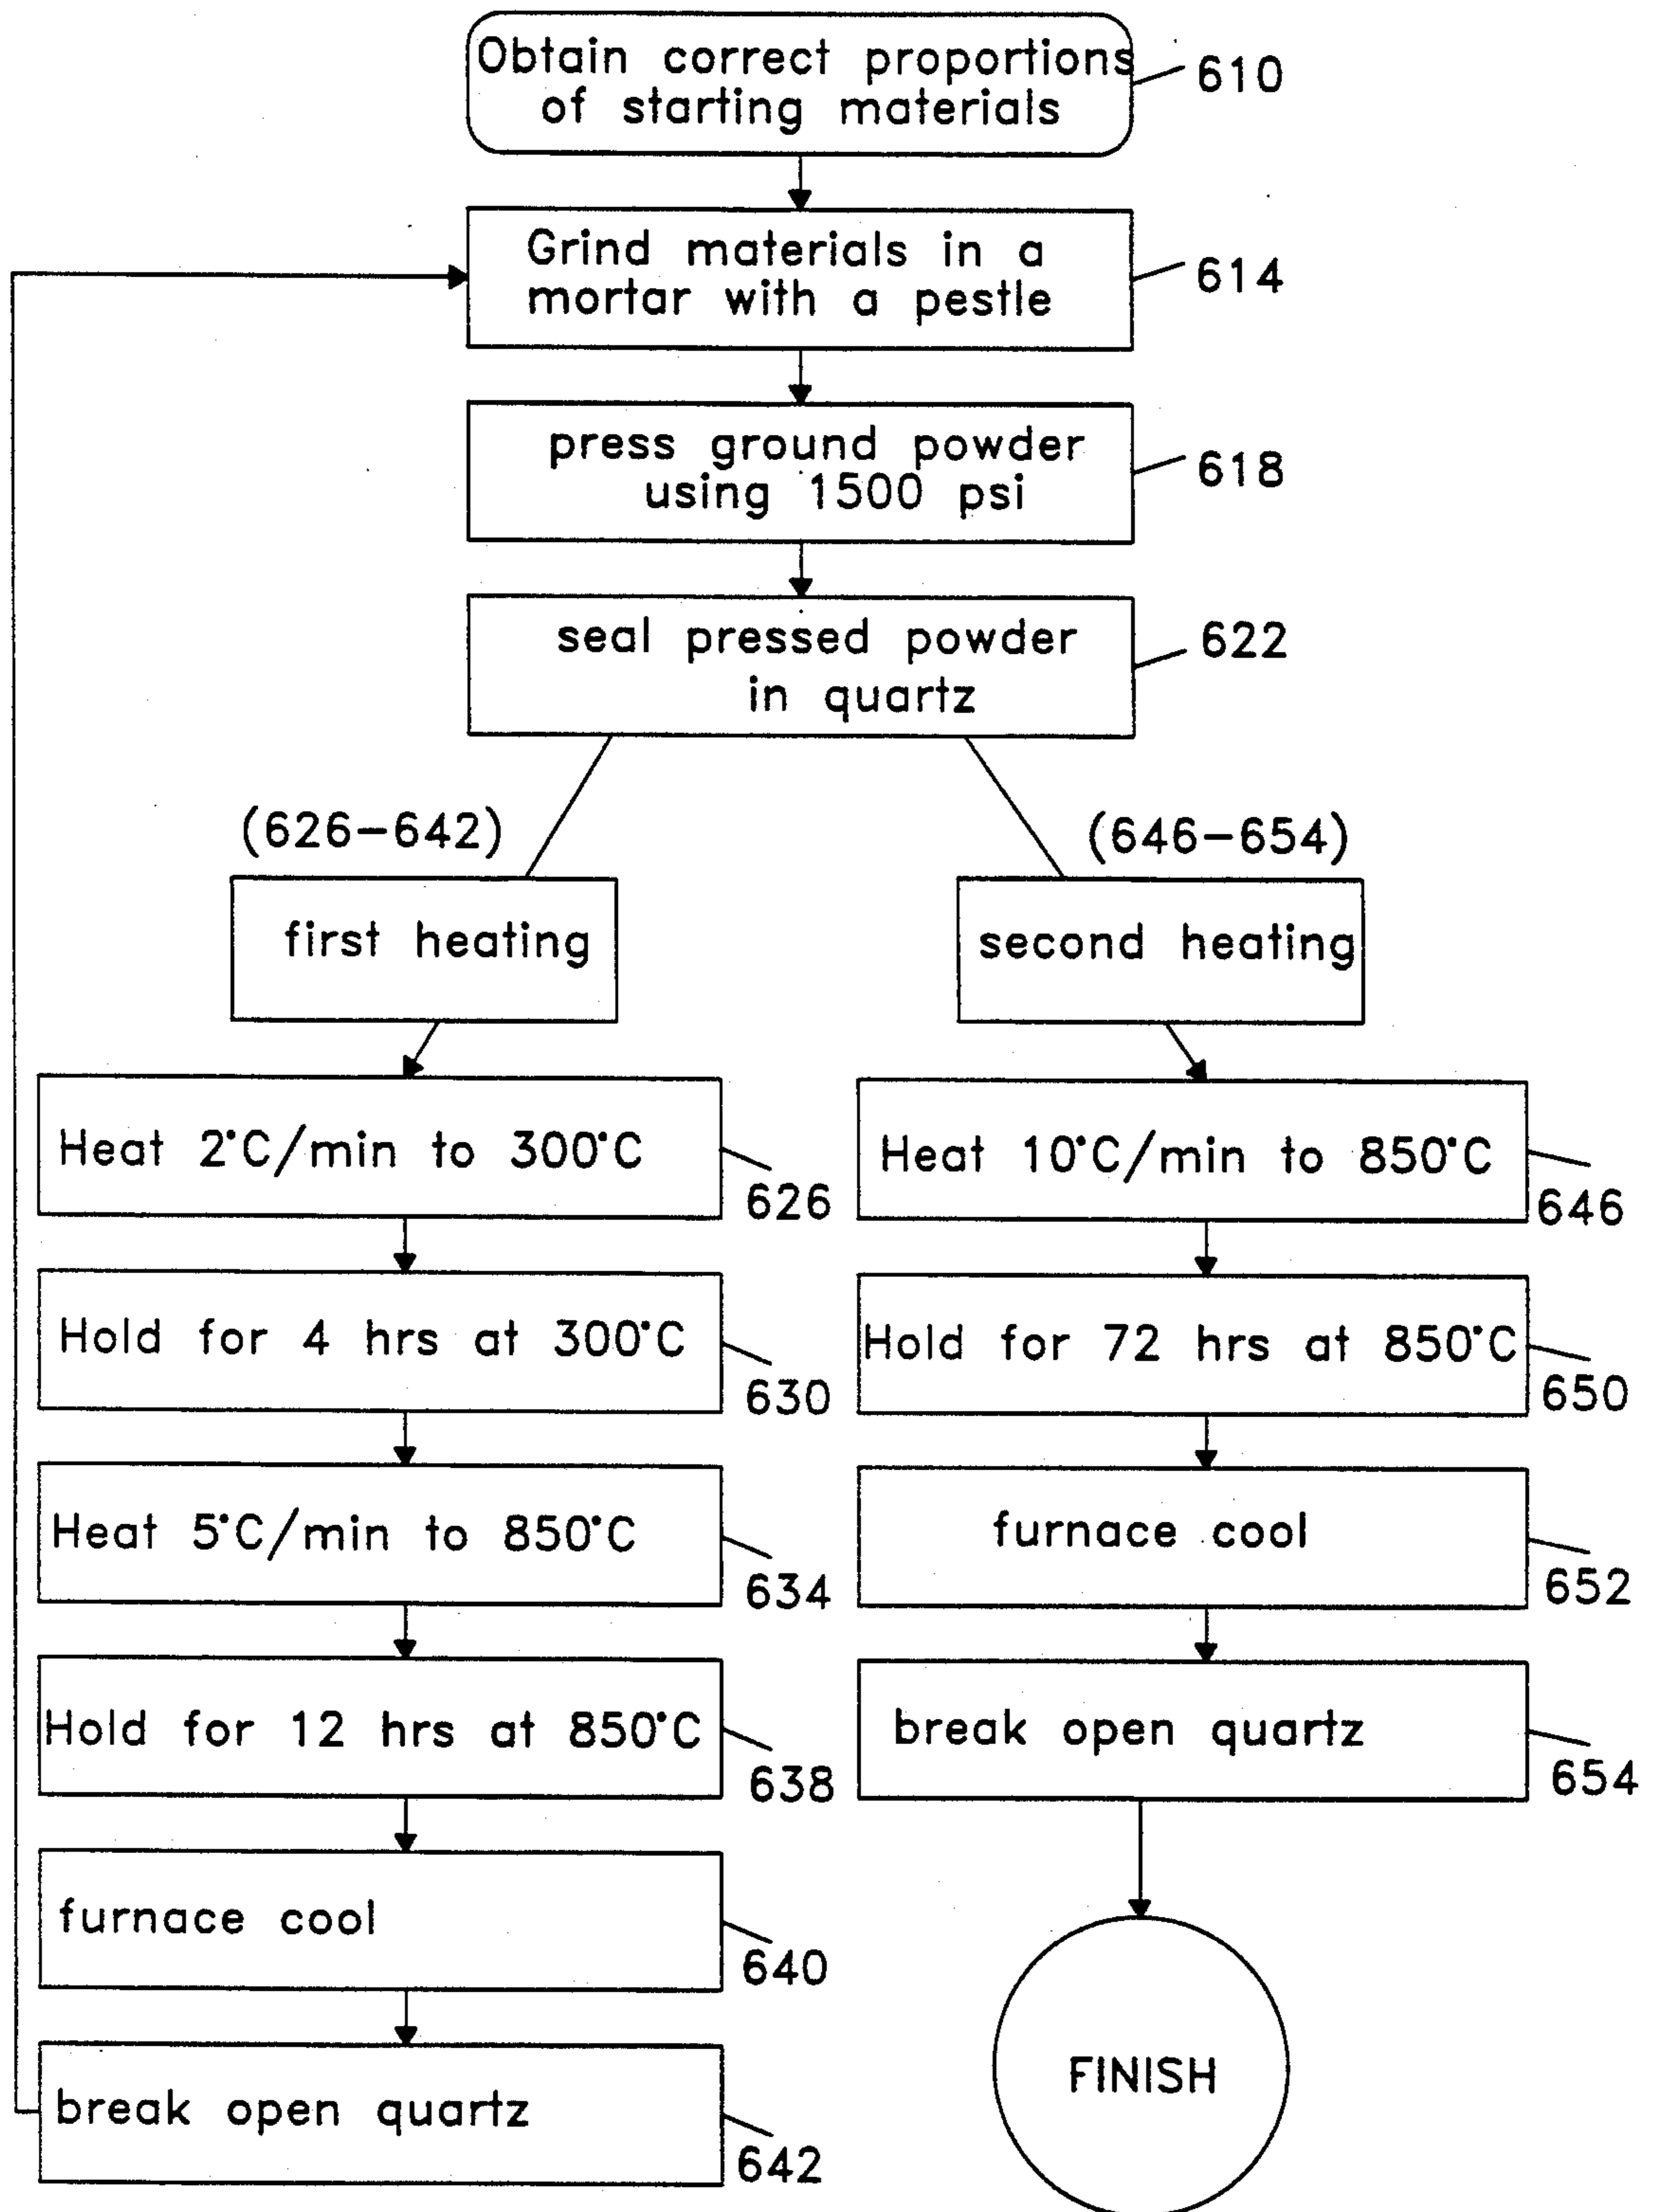 Obtain correct proportions
of starting materials
610
Grind materials in a
mortar with a pestle
614
press ground powder
using 1500 psi
618
seal pressed powder
in quartz
622
(626-642)
first heating
Heat 2°C/min to 300°C
626
Hold for 4 hrs at 300°C
630
Heat 5°C/min to 850°C
634
Hold for 12 hrs at 850°C
638
furnace cool
640
break open quartz
642
(646-654)
second heating
Heat 10°C/min to 850°C
646
Hold for 72 hrs at 850°C
650
furnace cool
652
break open quartz
654
FINISH